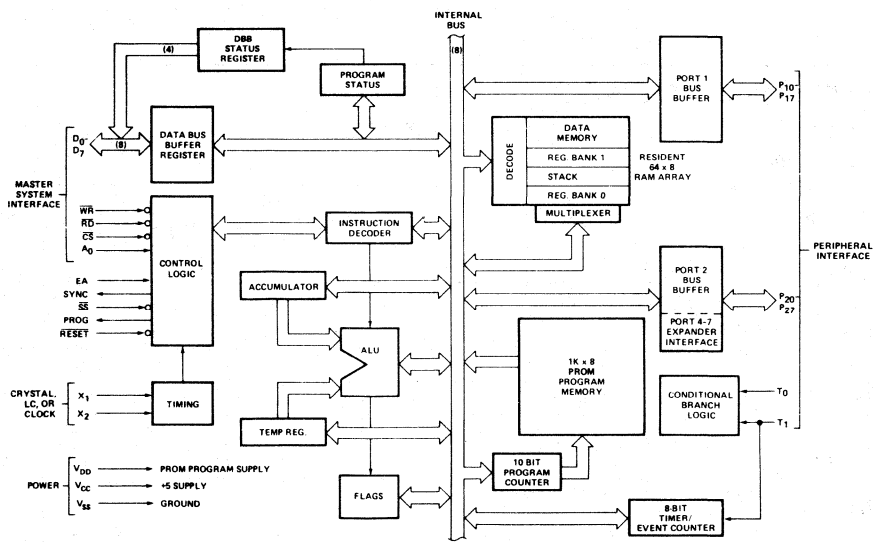 INTERNAL
BUS
(8)
(4)
DBB
STATUS
REGISTER
PROGRAM
STATUS
D0-
D7
(8)
DATA BUS
BUFFER
REGISTER
MASTER
SYSTEM
INTERFACE
WR
RD
CS
A0
EA
SYNC
SS
PROG
RESET
CONTROL
LOGIC
INSTRUCTION
DECODER
ACCUMULATOR
ALU
CRYSTAL,
LC, OR
CLOCK
X1
X2
TIMING
TEMP REG.
POWER
VDD
PROM PROGRAM SUPPLY
VCC
+5 SUPPLY
VSS
GROUND
FLAGS
PORT 1
BUS
BUFFER
P10-
P17
DECODE
DATA
MEMORY
REG. BANK 1
STACK
REG. BANK 0
MULTIPLEXER
RESIDENT
64 x 8
RAM ARRAY
PERIPHERAL
INTERFACE
PORT 2
BUS
BUFFER
PORT 4-7
EXPANDER
INTERFACE
P20-
P27
1K x 8
PROM
PROGRAM
MEMORY
CONDITIONAL
BRANCH
LOGIC
T0
T1
10 BIT
PROGRAM
COUNTER
8-BIT
TIMER/
EVENT COUNTER